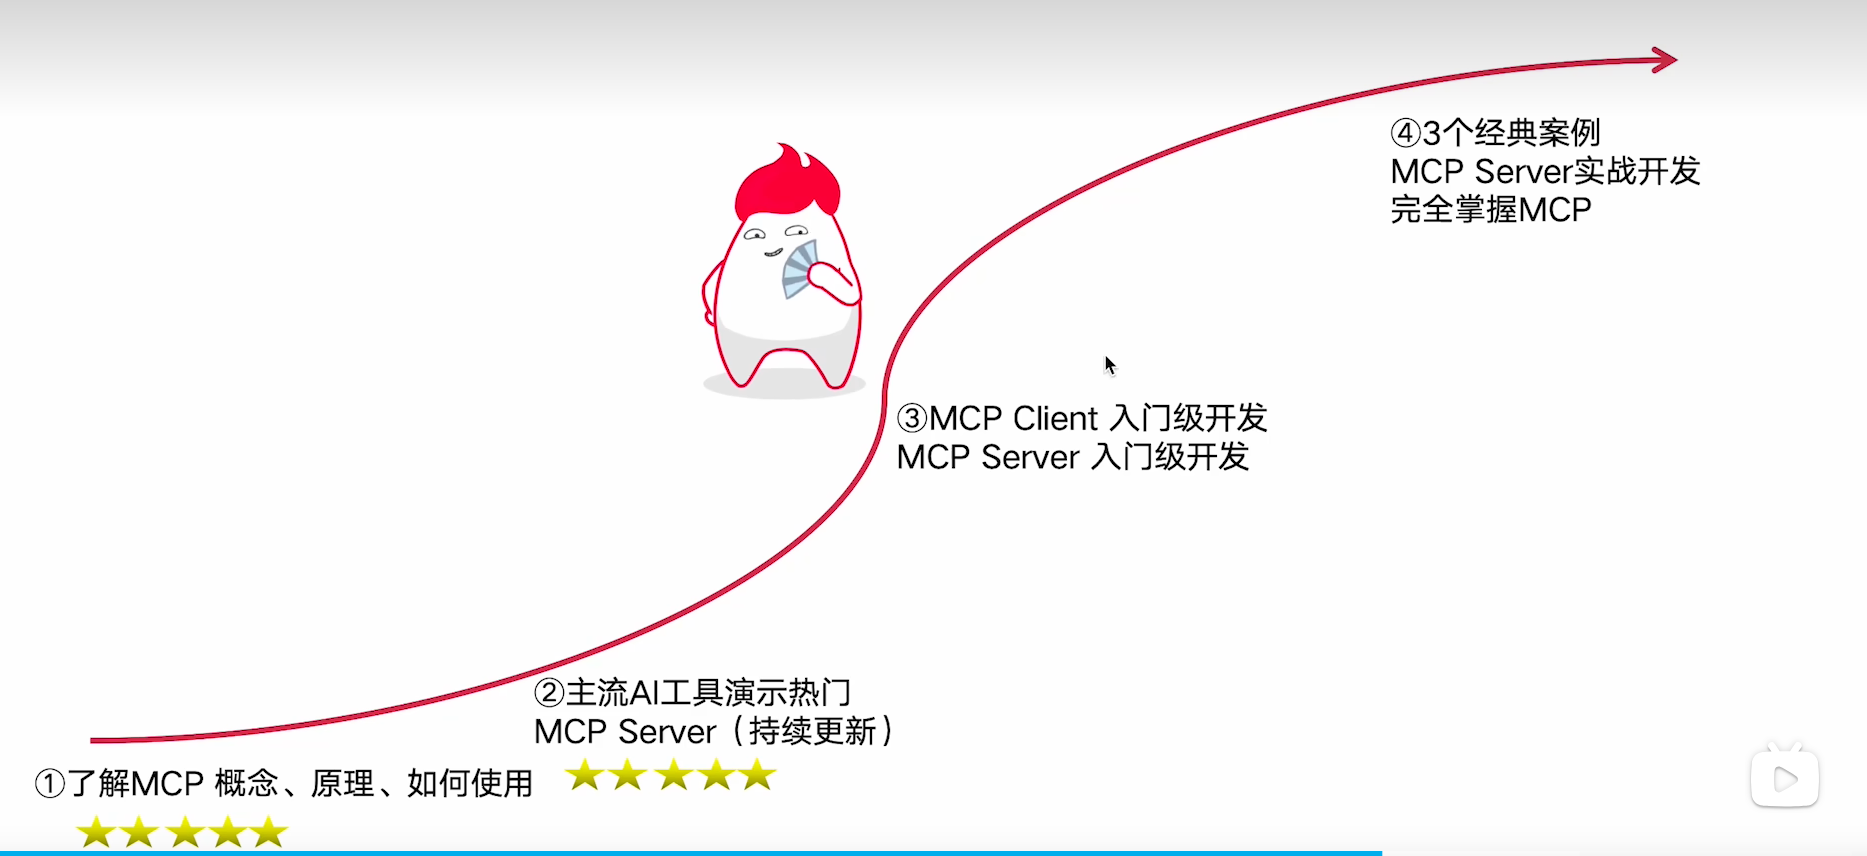 ④3个经典案例
MCP Server实战开发
完全掌握MCP
③MCP Client 入门级开发
MCP Server 入门级开发
②主流AI工具演示热门
MCP Server（持续更新）
①了解MCP 概念、原理、如何使用